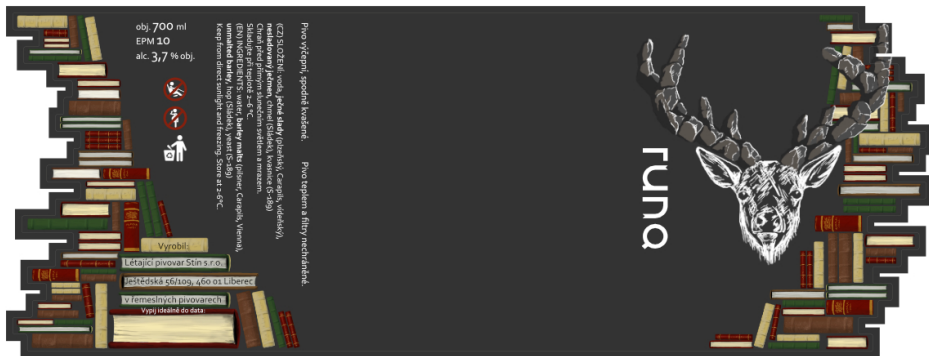 obj. 700 ml
EPM 10
alc. 3,7 % obj.
Pivo výčepní, spodně kvašené. Pivo teplem a filtry nechráněné.
(CZ) SLOŽENÍ: voda, ječné slady (plzeňský, Carapils, vídeňský),
nesladovaný ječmen, chmel (Sládek), kvasnice (S-189)
Chraň před přímým slunečním světlem a mrazem.
Skladujte při teplotě 2-6 °C.
(EN) INGREDIENTS: water, barley malts (pilsner, Carapils, Vienna),
unmalted barley, hop (Sládek), yeast (S-189)
Keep from direct sunlight and freezing. Store at 2-6°C.
Vyrobil:
Létající pivovar Stín s.r.o.
Ještědská 56/109, 460 01 Liberec
v řemeslných pivovarech.
Vypij ideálně do data:
runa